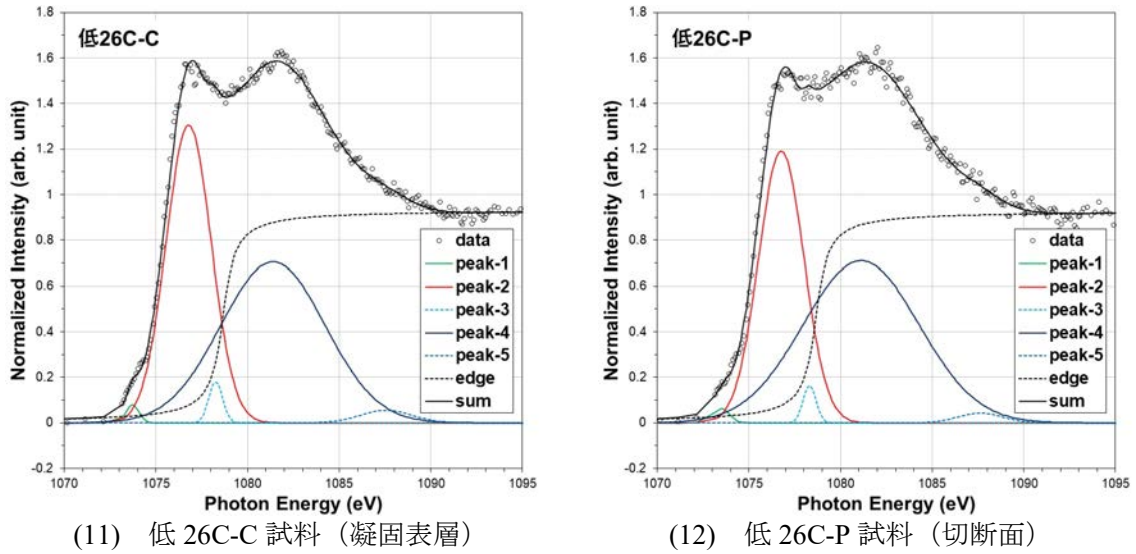 低26C-C
Normalized Intensity (arb. unit)
1.8
1.6
1.4
1.2
1
0.8
0.6
0.4
0.2
0
-0.2
data
peak-1
peak-2
peak-3
peak-4
peak-5
edge
sum
1070
1075
1080
1085
1090
1095
Photon Energy (eV)
(11) 低 26C-C 試料（凝固表層）
低26C-P
Normalized Intensity (arb. unit)
1.8
1.6
1.4
1.2
1
0.8
0.6
0.4
0.2
0
-0.2
data
peak-1
peak-2
peak-3
peak-4
peak-5
edge
sum
1070
1075
1080
1085
1090
1095
Photon Energy (eV)
(12) 低 26C-P 試料（切断面）